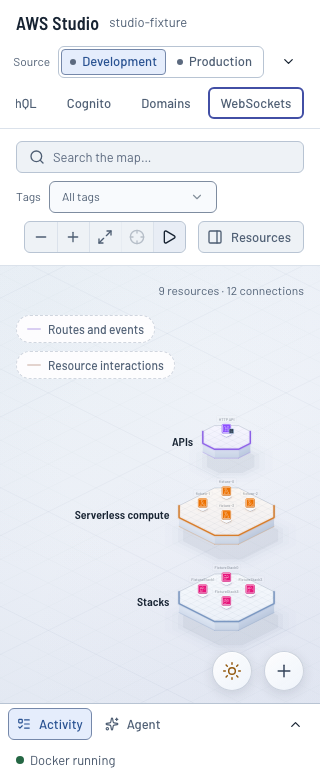 AWS Studio studio-fixture
Source Development Production
hQL Cognito Domains WebSockets
Search the map...
Tags All tags
Resources
9 resources · 12 connections
Routes and events
Resource interactions
APIs
Serverless compute
Stacks
Activity Agent
Docker running